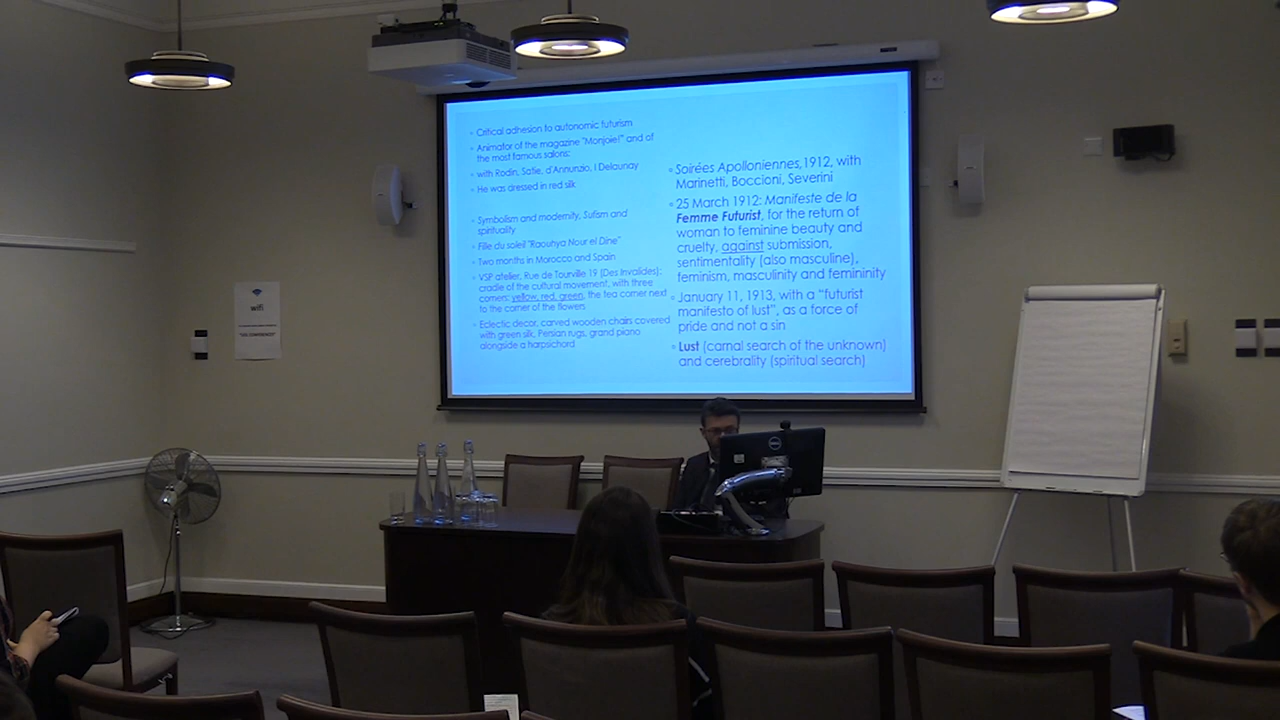 Critical adhesion to autonomic futurism
Animator of the magazine "Monjoie!" and of
the most famous salons:
with Rodin, Satie, d'Annunzio, I Delaunay
He was dressed in red silk
Symbolism and modernity, Sufism and
spirituality
Fille du soleil "Raouhya Nour el Dine"
Two months in Morocco and Spain
VSP atelier, Rue de Tourville 19 (Des Invalides):
cradle of the cultural movement, with three
corners: yellow, red, green, the tea corner next
to the corner of the flowers
Eclectic decor, carved wooden chairs covered
with green silk, Persian rugs, grand piano
alongside a harpsichord
Soirées Apolloniennes, 1912, with
Marinetti, Boccioni, Severini
25 March 1912: Manifeste de la
Femme Futurist, for the return of
woman to feminine beauty and
cruelty, against submission,
sentimentality (also masculine),
feminism, masculinity and femininity
January 11, 1913, with a "futurist
manifesto of lust", as a force of
pride and not a sin
Lust (carnal search of the unknown)
and cerebrality (spiritual search)
wifi
DELL